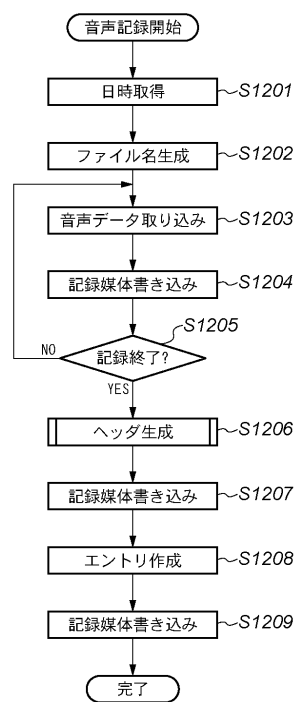 音声記録開始
日時取得
S1201
ファイル名生成
S1202
音声データ取り込み
S1203
記録媒体書き込み
S1204
S1205
記録終了?
NO
YES
ヘッダ生成
S1206
記録媒体書き込み
S1207
エントリ作成
S1208
記録媒体書き込み
S1209
完了